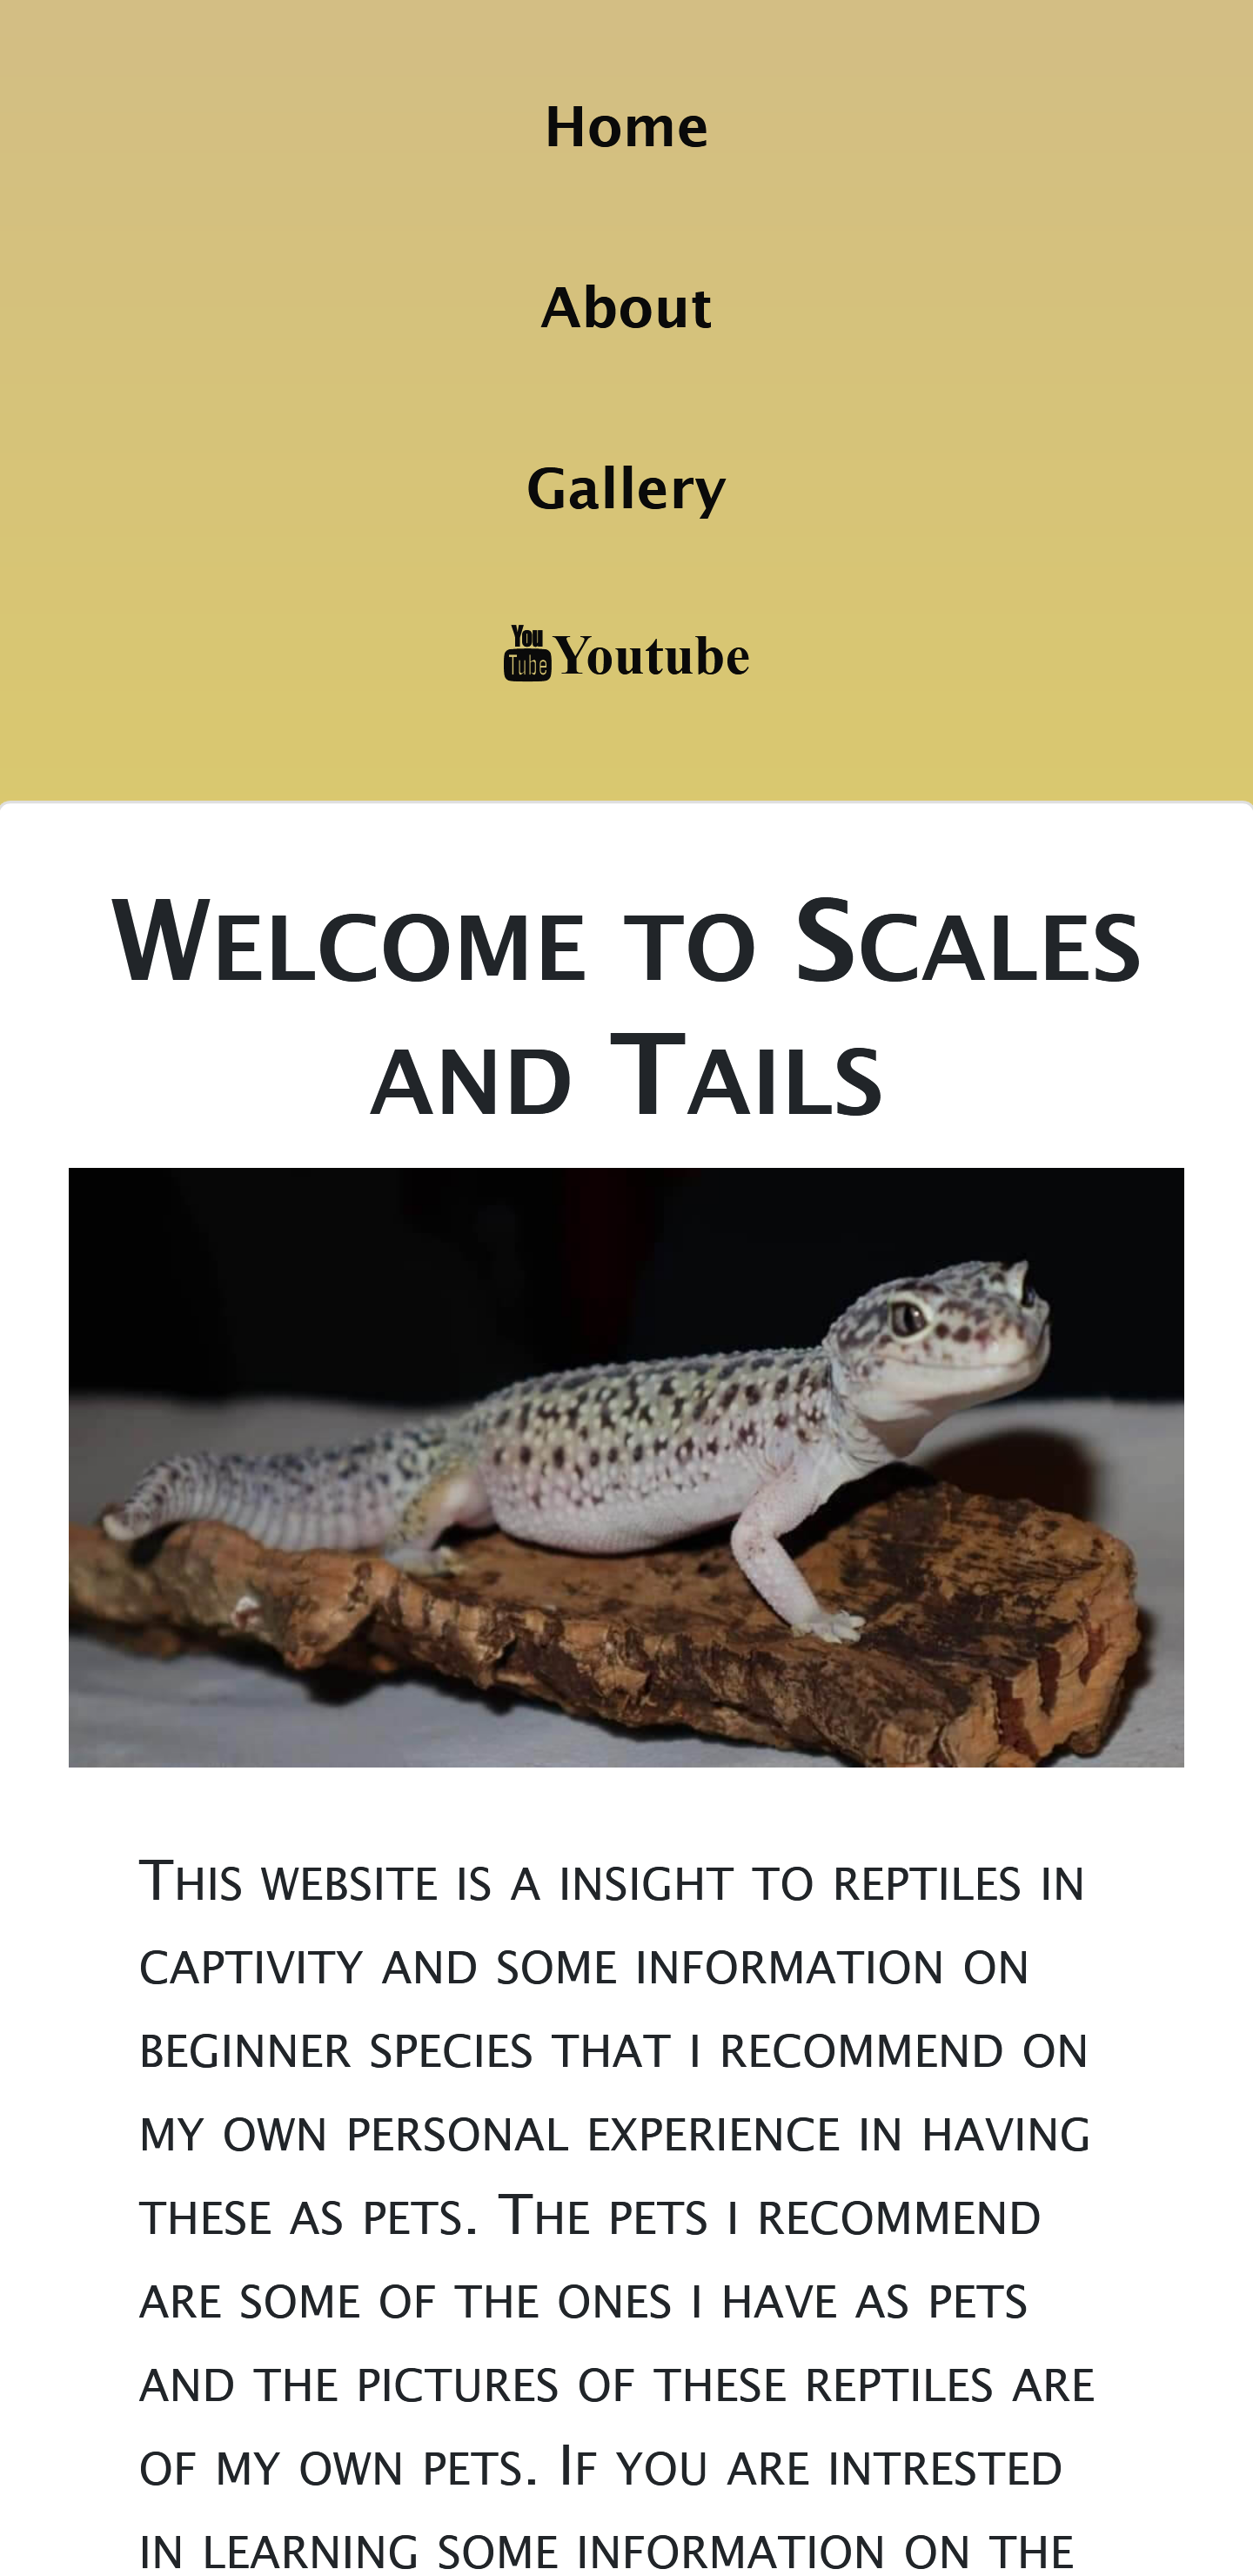 Home
About
Gallery
You
Tube Youtube
Welcome to Scales
and Tails
This website is a insight to reptiles in
captivity and some information on
beginner species that i recommend on
my own personal experience in having
these as pets. The pets i recommend
are some of the ones i have as pets
and the pictures of these reptiles are
of my own pets. If you are intrested
in learning some information on the